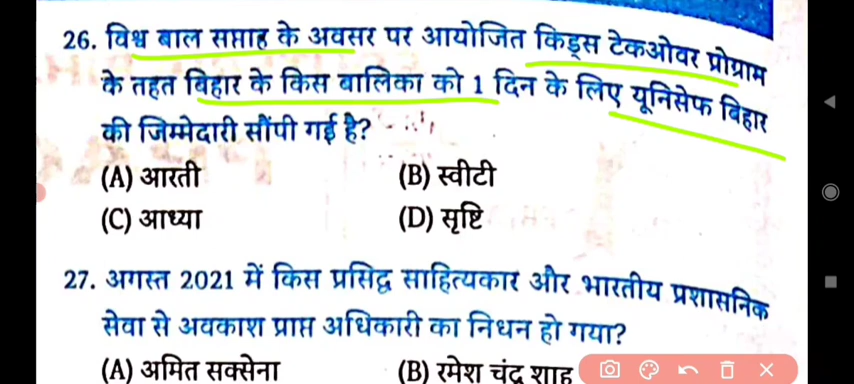 26. विश्व बाल सप्ताह के अवसर पर आयोजित किड्स टेकओवर प्रोग्राम
के तहत बिहार के किस बालिका को 1 दिन के लिए यूनिसेफ बिहार
की जिम्मेदारी सौंपी गई है?
(A) आरती (B) स्वीटी
(C) आध्या (D) सृष्टि
27. अगस्त 2021 में किस प्रसिद्ध साहित्यकार और भारतीय प्रशासनिक
सेवा से अवकाश प्राप्त अधिकारी का निधन हो गया?
(A) अमित सक्सेना (B) रमेश चंद्र शाह